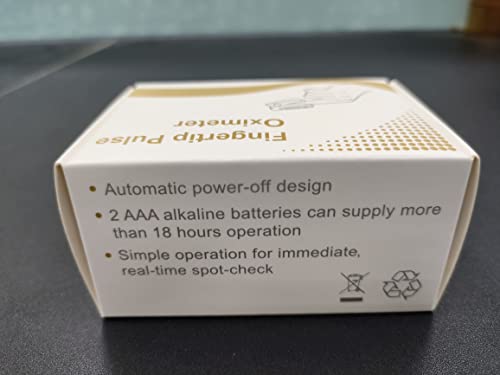 Fingertip Pulse
Oximeter
• Automatic power-off design
• 2 AAA alkaline batteries can supply more
than 18 hours operation
• Simple operation for immediate,
real-time spot-check